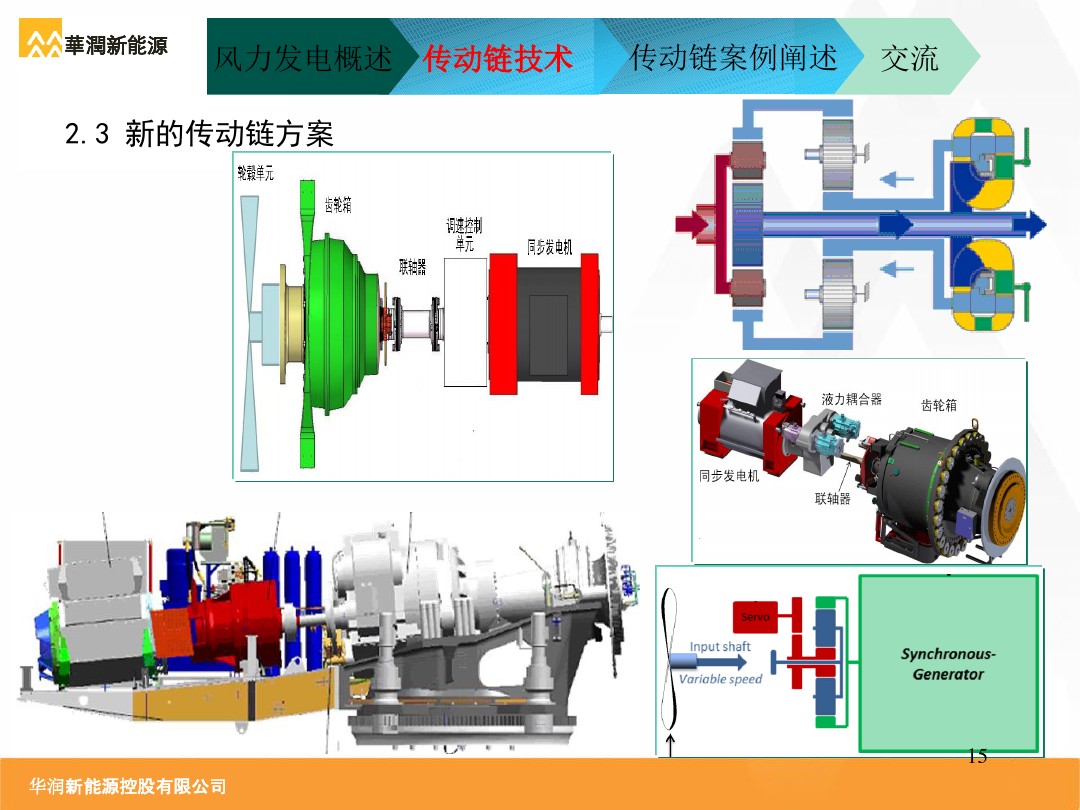 華潤新能源
风力发电概述
传动链技术
传动链案例阐述
交流
2.3 新的传动链方案
轮毂单元
齿轮箱
联轴器
调速控制
单元
同步发电机
液力耦合器
齿轮箱
同步发电机
联轴器
Servo
Input shaft
Variable speed
Synchronous-
Generator
15
华润新能源控股有限公司